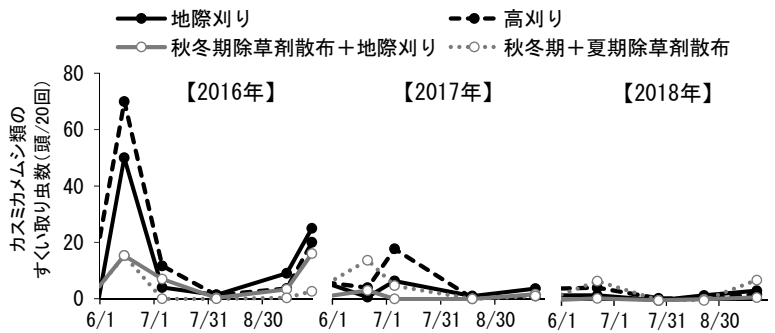 地際刈り
高刈り
秋冬期除草剤散布＋地際刈り
秋冬期＋夏期除草剤散布
カスミカメムシ類の
すくい取り虫数(頭/20回)
80
60
40
20
0
【2016年】
【2017年】
【2018年】
6/1 7/1 7/31 8/30
6/1 7/1 7/31 8/30
6/1 7/1 7/31 8/30